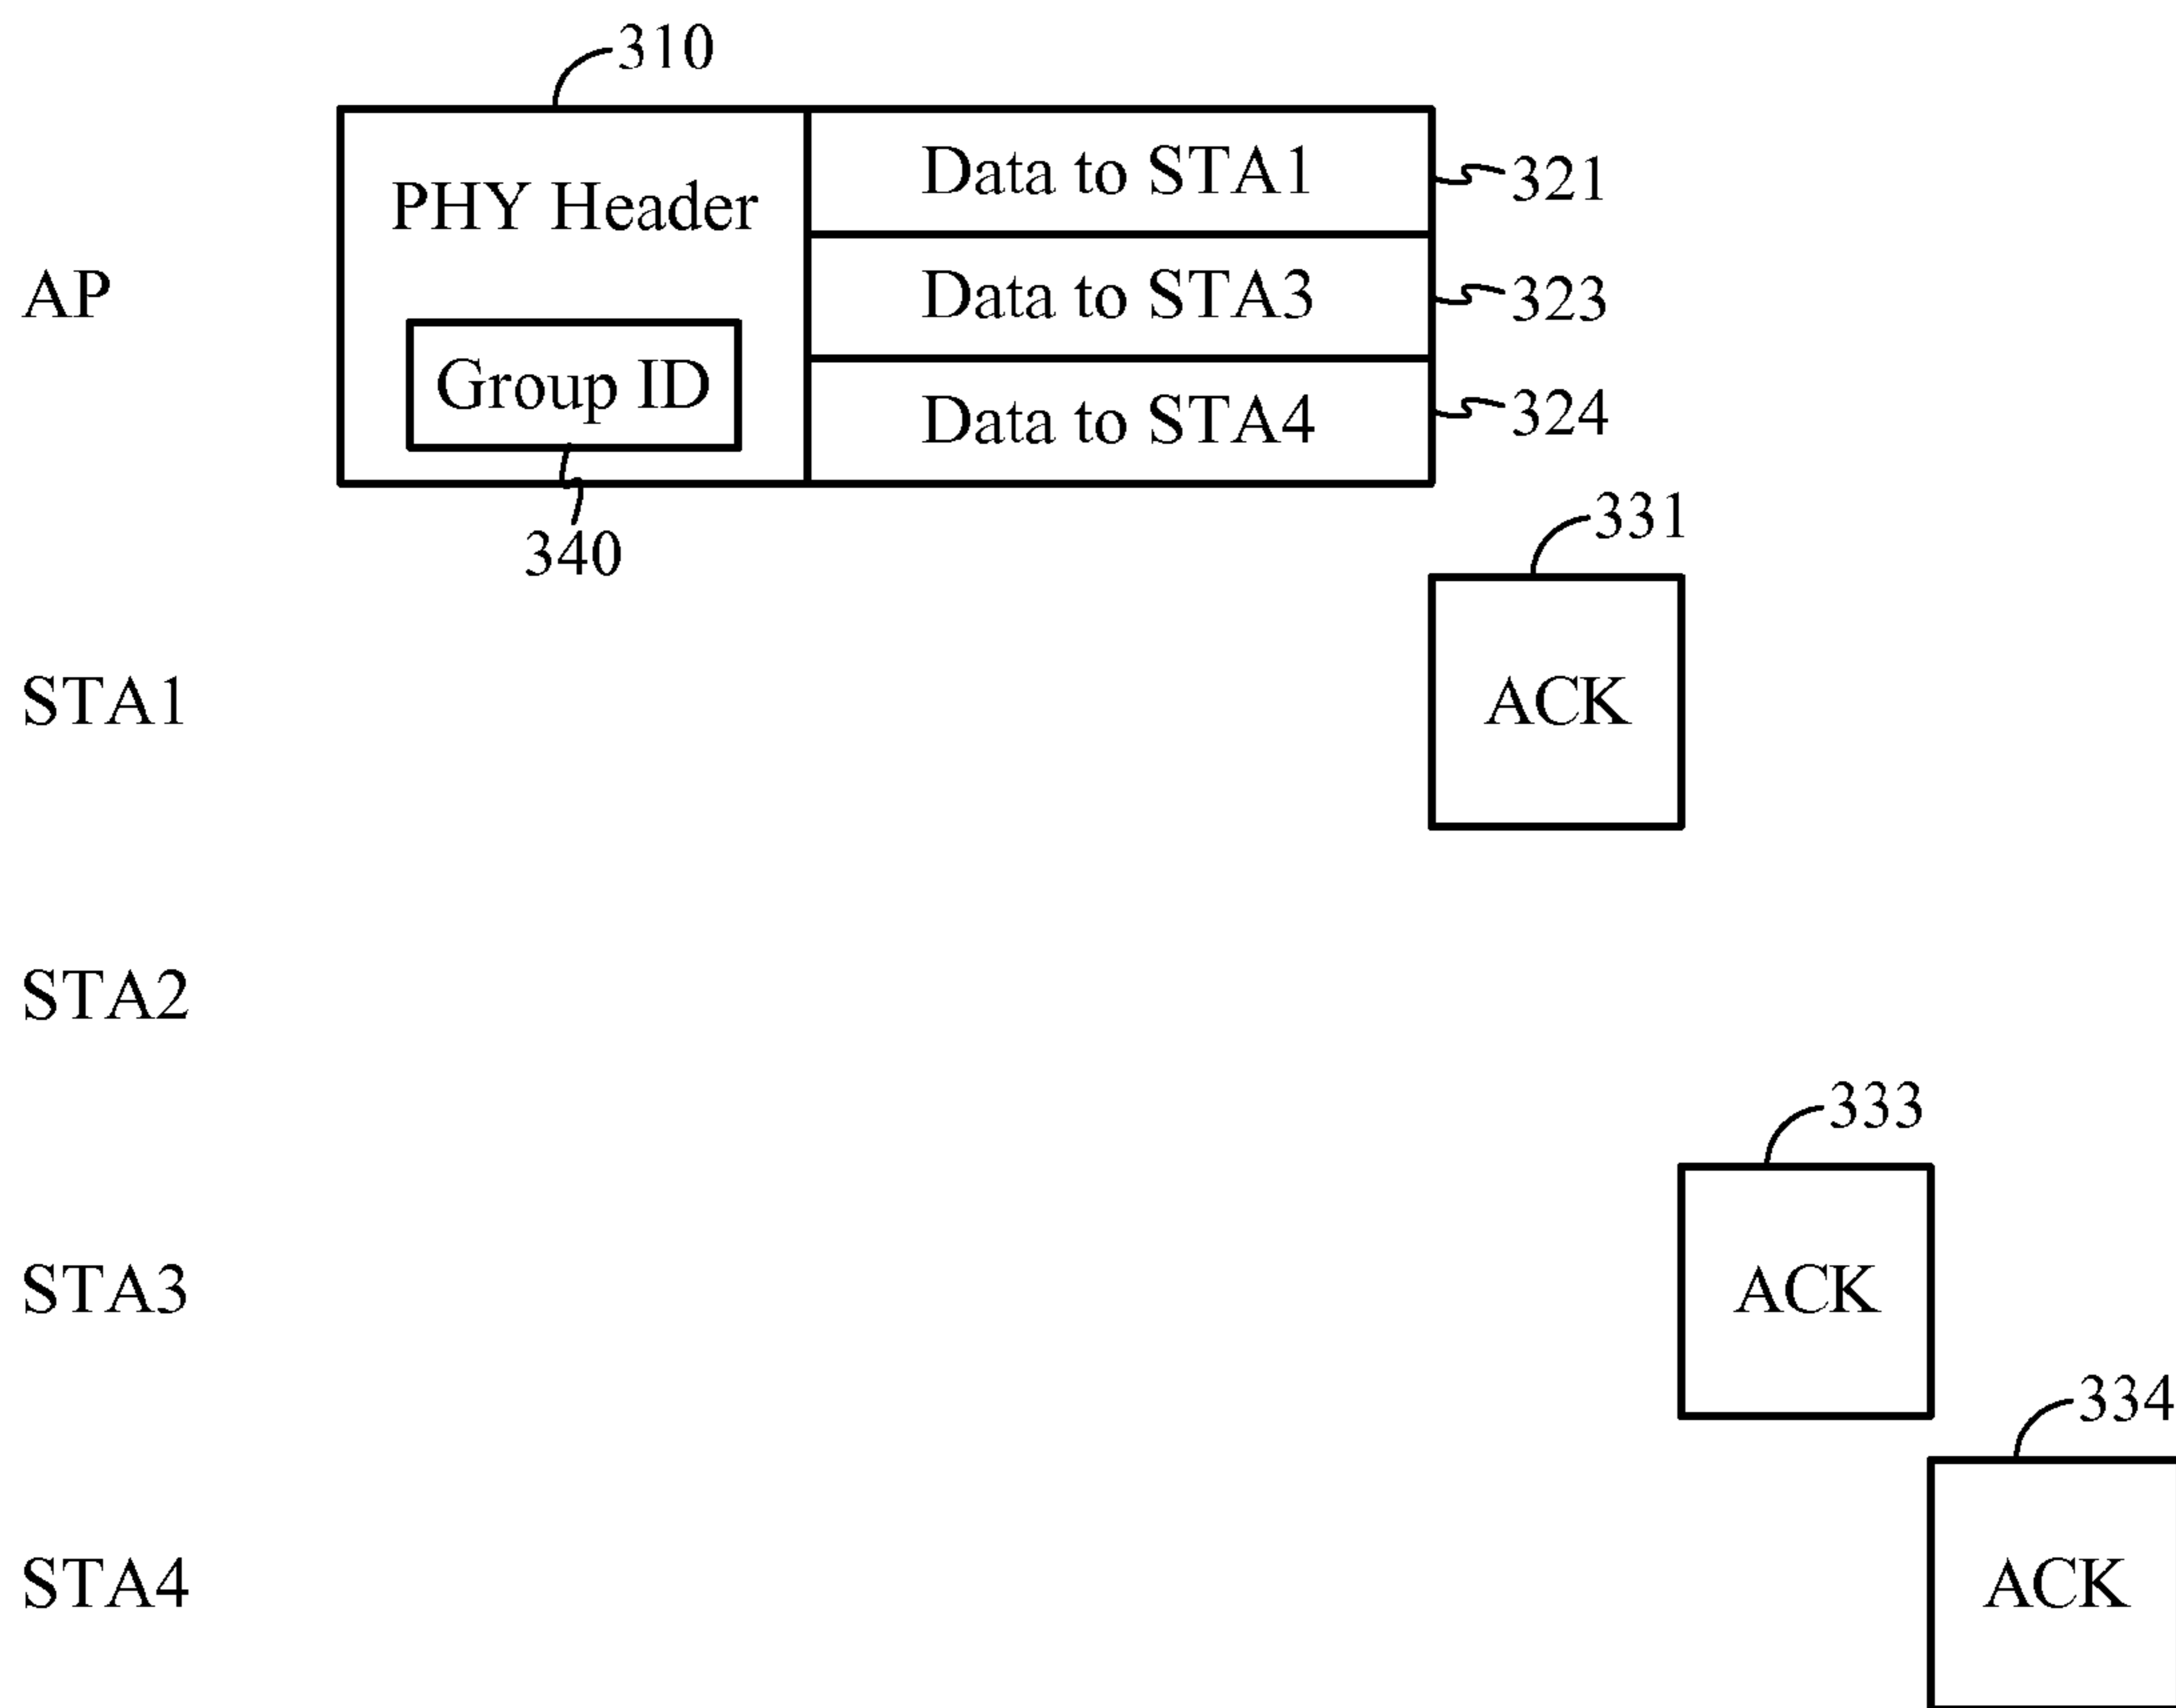 310
PHY Header
Data to STA1
321
AP
Data to STA3
323
Group ID
Data to STA4
324
340
331
STA1
ACK
STA2
333
STA3
ACK
334
STA4
ACK